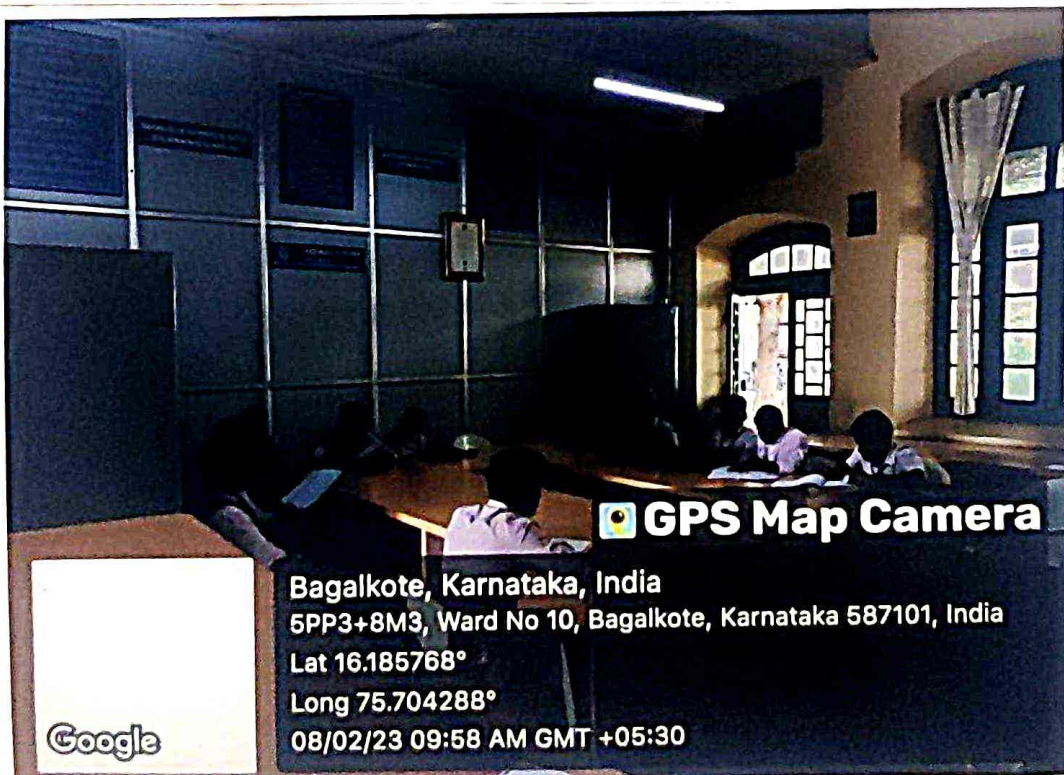 GPS Map Camera
Bagalkote, Karnataka, India
5PP3+8M3, Ward No 10, Bagalkote, Karnataka 587101, India
Lat 16.185768°
Long 75.704288°
08/02/23 09:58 AM GMT +05:30
Google